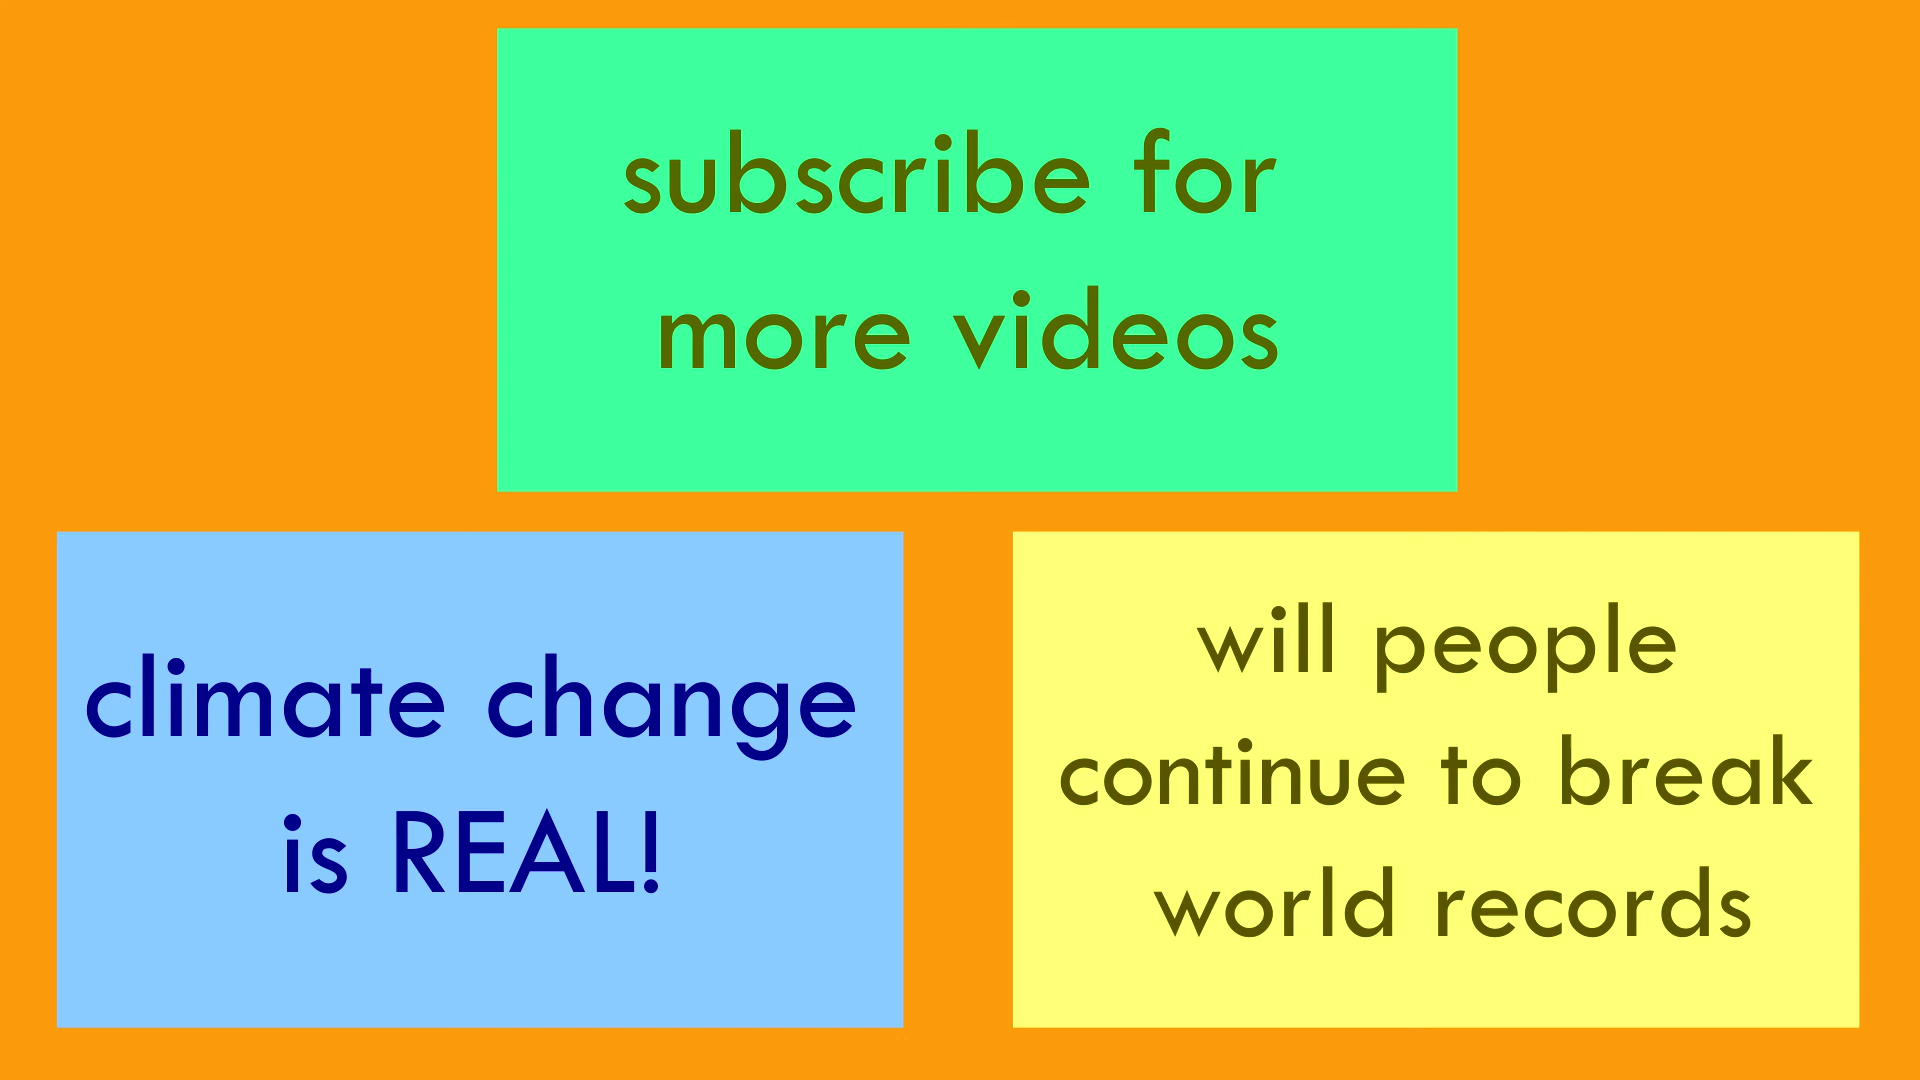 subscribe for
more videos
climate change
is REAL!
will people
continue to break
world records